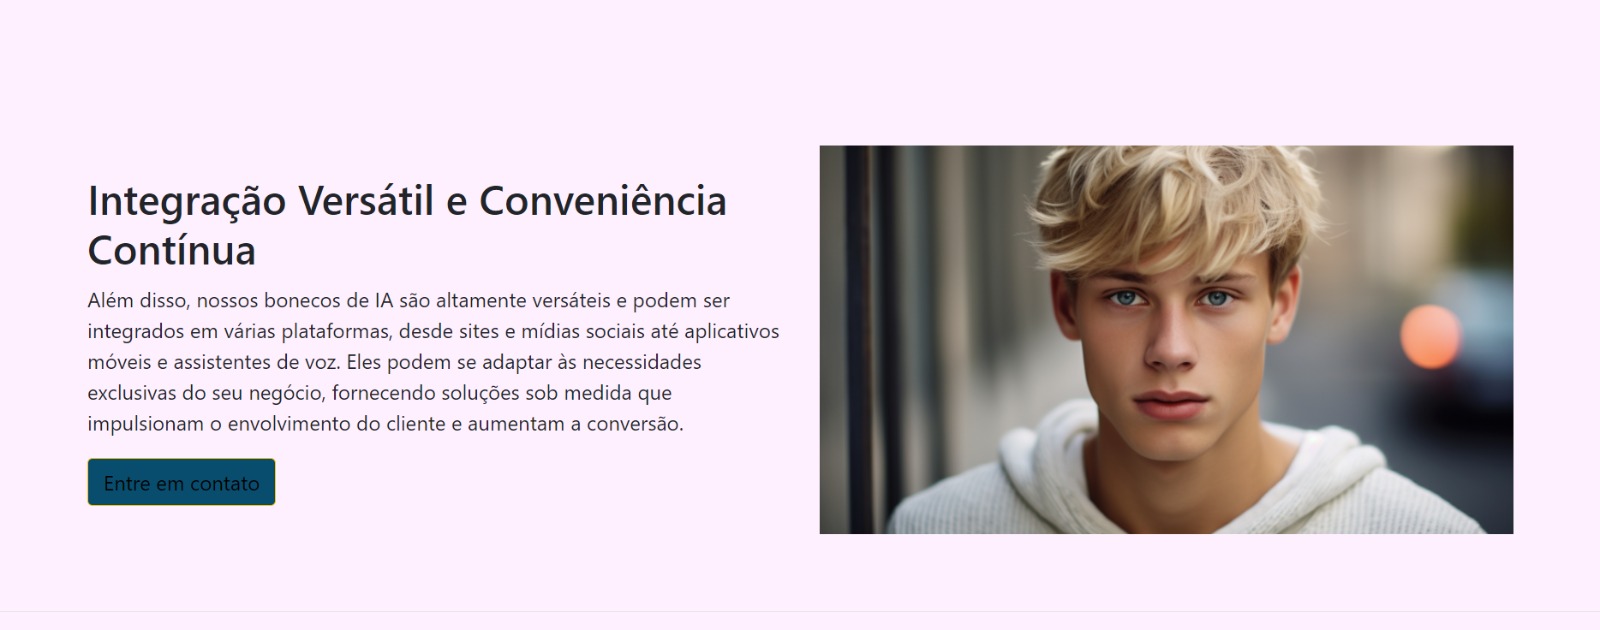 Integração Versátil e Conveniência
Contínua
Além disso, nossos bonecos de IA são altamente versáteis e podem ser
integrados em várias plataformas, desde sites e mídias sociais até aplicativos
móveis e assistentes de voz. Eles podem se adaptar às necessidades
exclusivas do seu negócio, fornecendo soluções sob medida que
impulsionam o envolvimento do cliente e aumentam a conversão.
Entre em contato